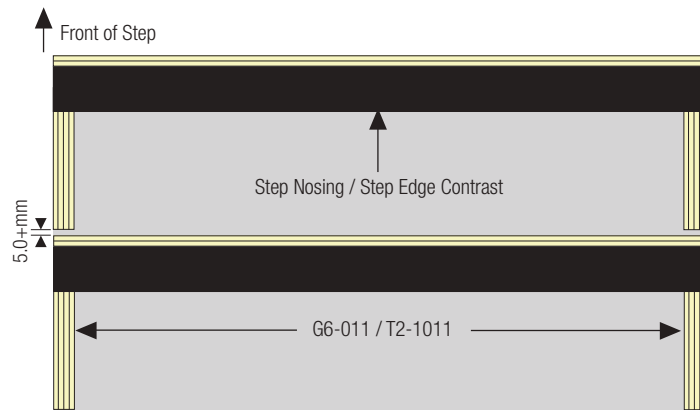 Front of Step
Step Nosing / Step Edge Contrast
5.0+mm
G6-011 / T2-1011